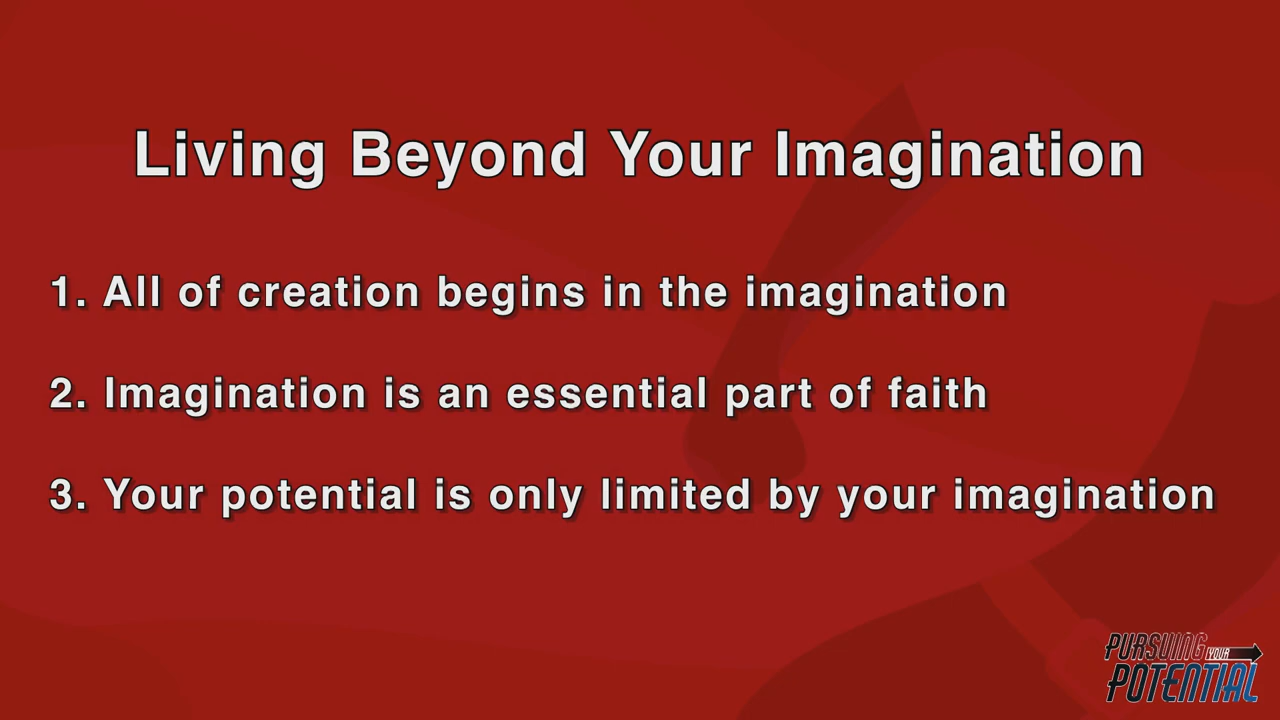 Living Beyond Your Imagination
1. All of creation begins in the imagination
2. Imagination is an essential part of faith
3. Your potential is only limited by your imagination
PURSUING YOUR
POTENTIAL